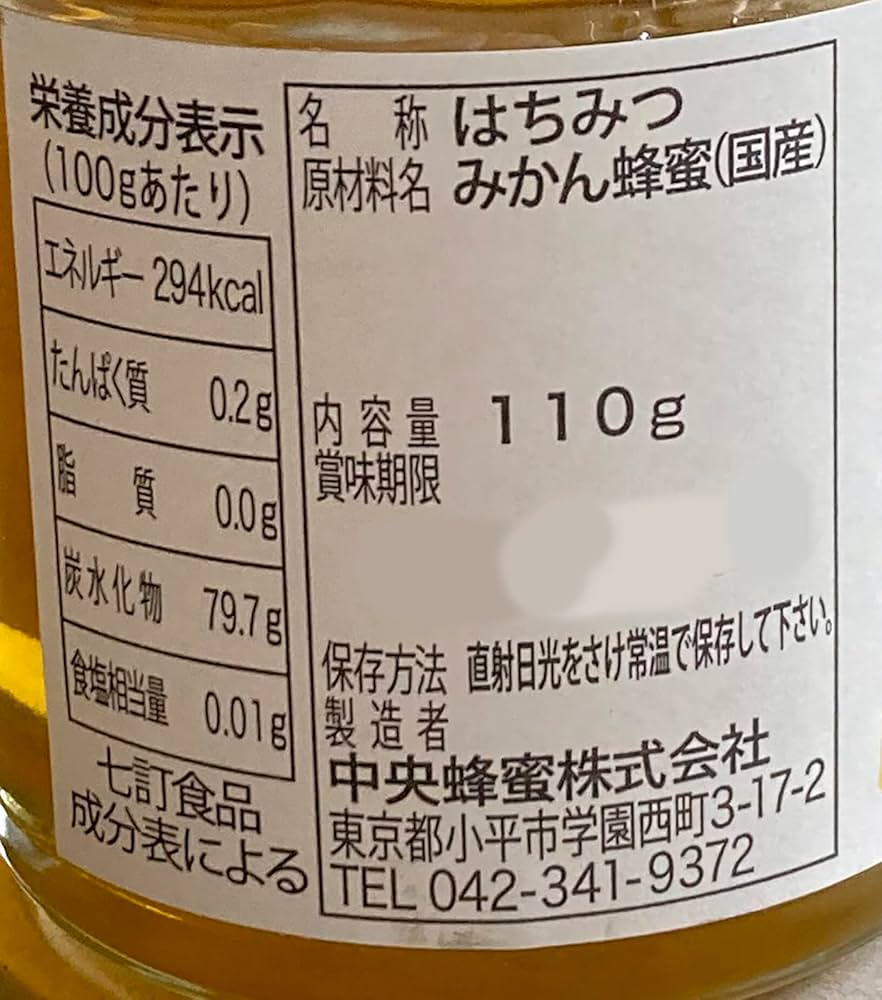 栄養成分表示
(100gあたり)
エネルギー 294kcal
たんぱく質 0.2g
脂 質 0.0g
炭水化物 79.7g
食塩相当量 0.01g
七訂食品
成分表による
名 称 はちみつ
原材料名 みかん蜂蜜(国産)
内容量 110g
賞味期限
保存方法 直射日光をさけ常温で保存して下さい。
製造者
中央蜂蜜株式会社
東京都小平市学園西町3-17-2
TEL 042-341-9372